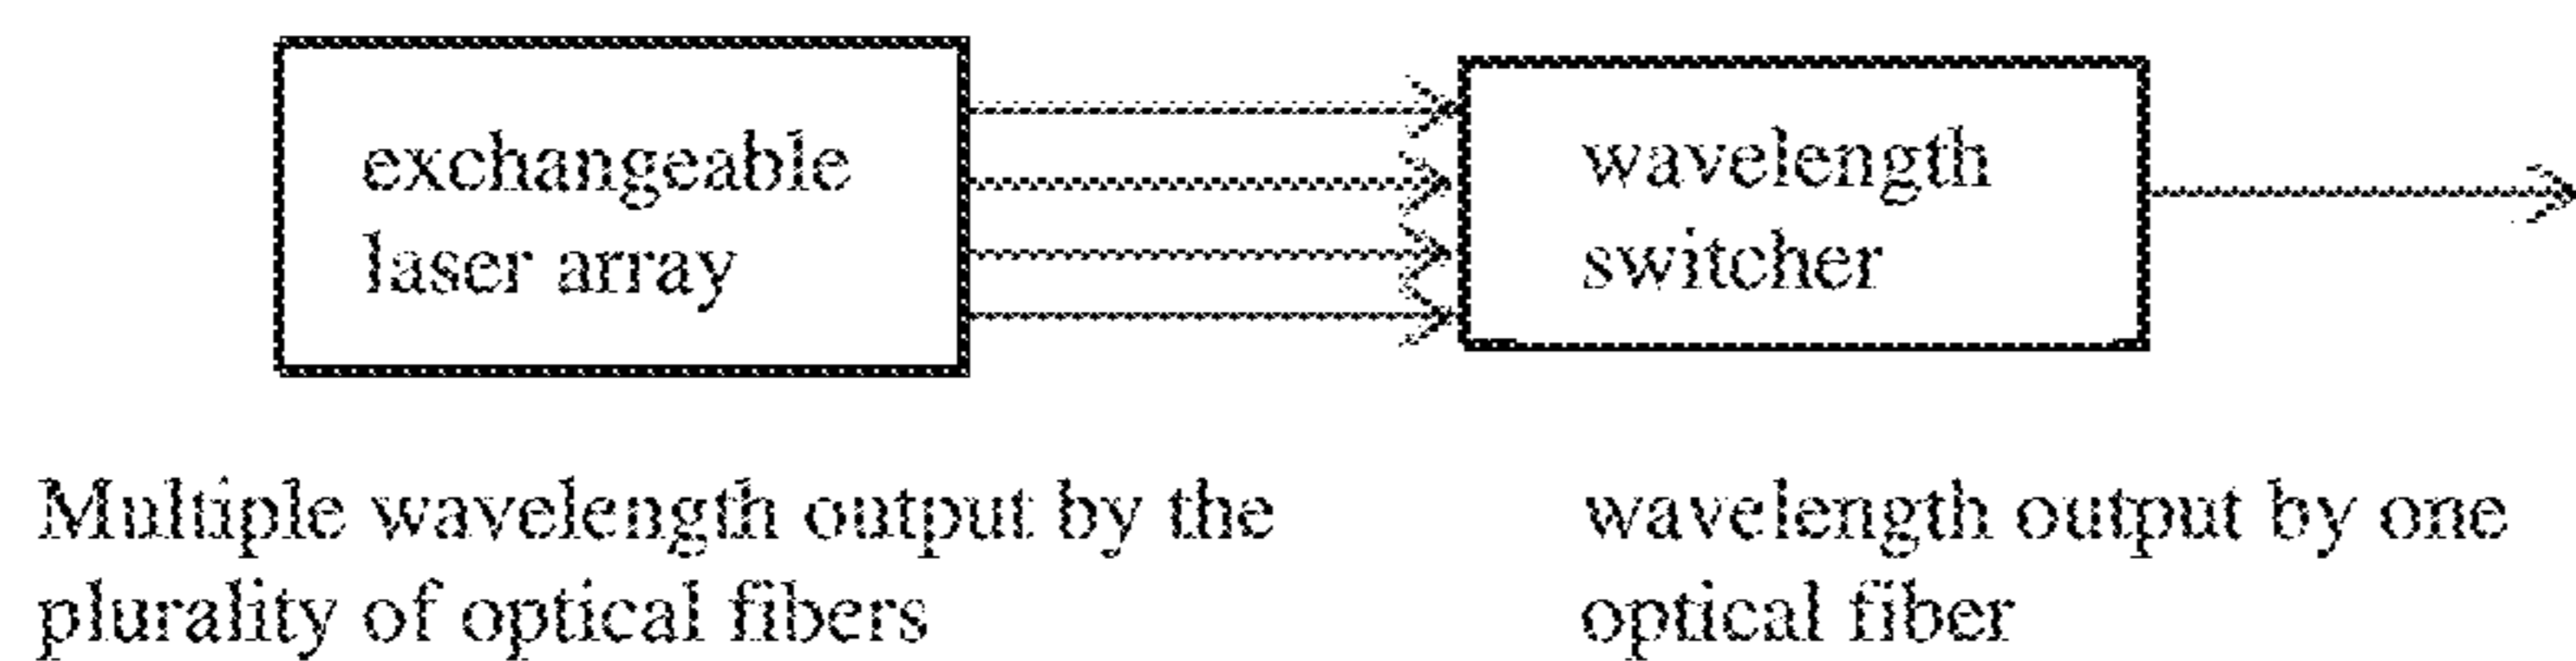 exchangeable
laser array
wavelength
switcher
Multiple wavelength output by the
plurality of optical fibers
wavelength output by one
optical fiber